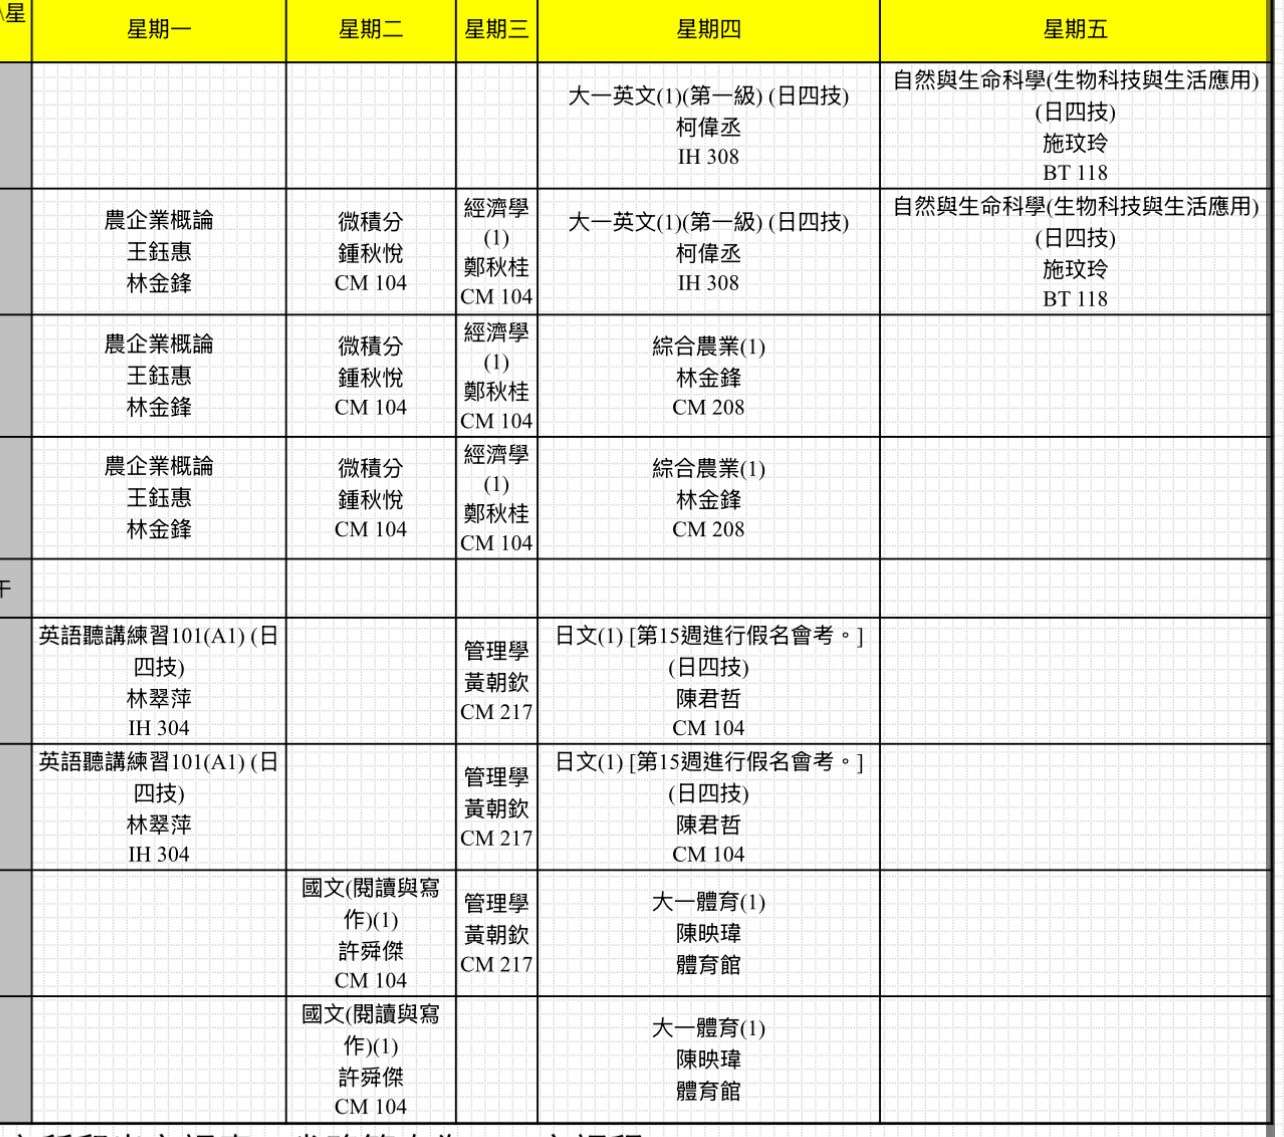 星
星期一
星期二
星期三
星期四
星期五
大一英文(1)(第一級) (日四技)
柯偉丞
IH 308
自然與生命科學(生物科技與生活應用)
(日四技)
施玟玲
BT 118
農企業概論
王鈺惠
林金鋒
微積分
鍾秋悅
CM 104
經濟學
(1)
鄭秋桂
CM 104
大一英文(1)(第一級) (日四技)
柯偉丞
IH 308
自然與生命科學(生物科技與生活應用)
(日四技)
施玟玲
BT 118
農企業概論
王鈺惠
林金鋒
微積分
鍾秋悅
CM 104
經濟學
(1)
鄭秋桂
CM 104
綜合農業(1)
林金鋒
CM 208
農企業概論
王鈺惠
林金鋒
微積分
鍾秋悅
CM 104
經濟學
(1)
鄭秋桂
CM 104
綜合農業(1)
林金鋒
CM 208
午
英語聽講練習101(A1) (日
四技)
林翠萍
IH 304
管理學
黃朝欽
CM 217
日文(1) [第15週進行假名會考。]
(日四技)
陳君哲
CM 104
英語聽講練習101(A1) (日
四技)
林翠萍
IH 304
管理學
黃朝欽
CM 217
日文(1) [第15週進行假名會考。]
(日四技)
陳君哲
CM 104
國文(閱讀與寫
作)(1)
許舜傑
CM 104
管理學
黃朝欽
CM 217
大一體育(1)
陳映瑋
體育館
國文(閱讀與寫
作)(1)
許舜傑
CM 104
大一體育(1)
陳映瑋
體育館